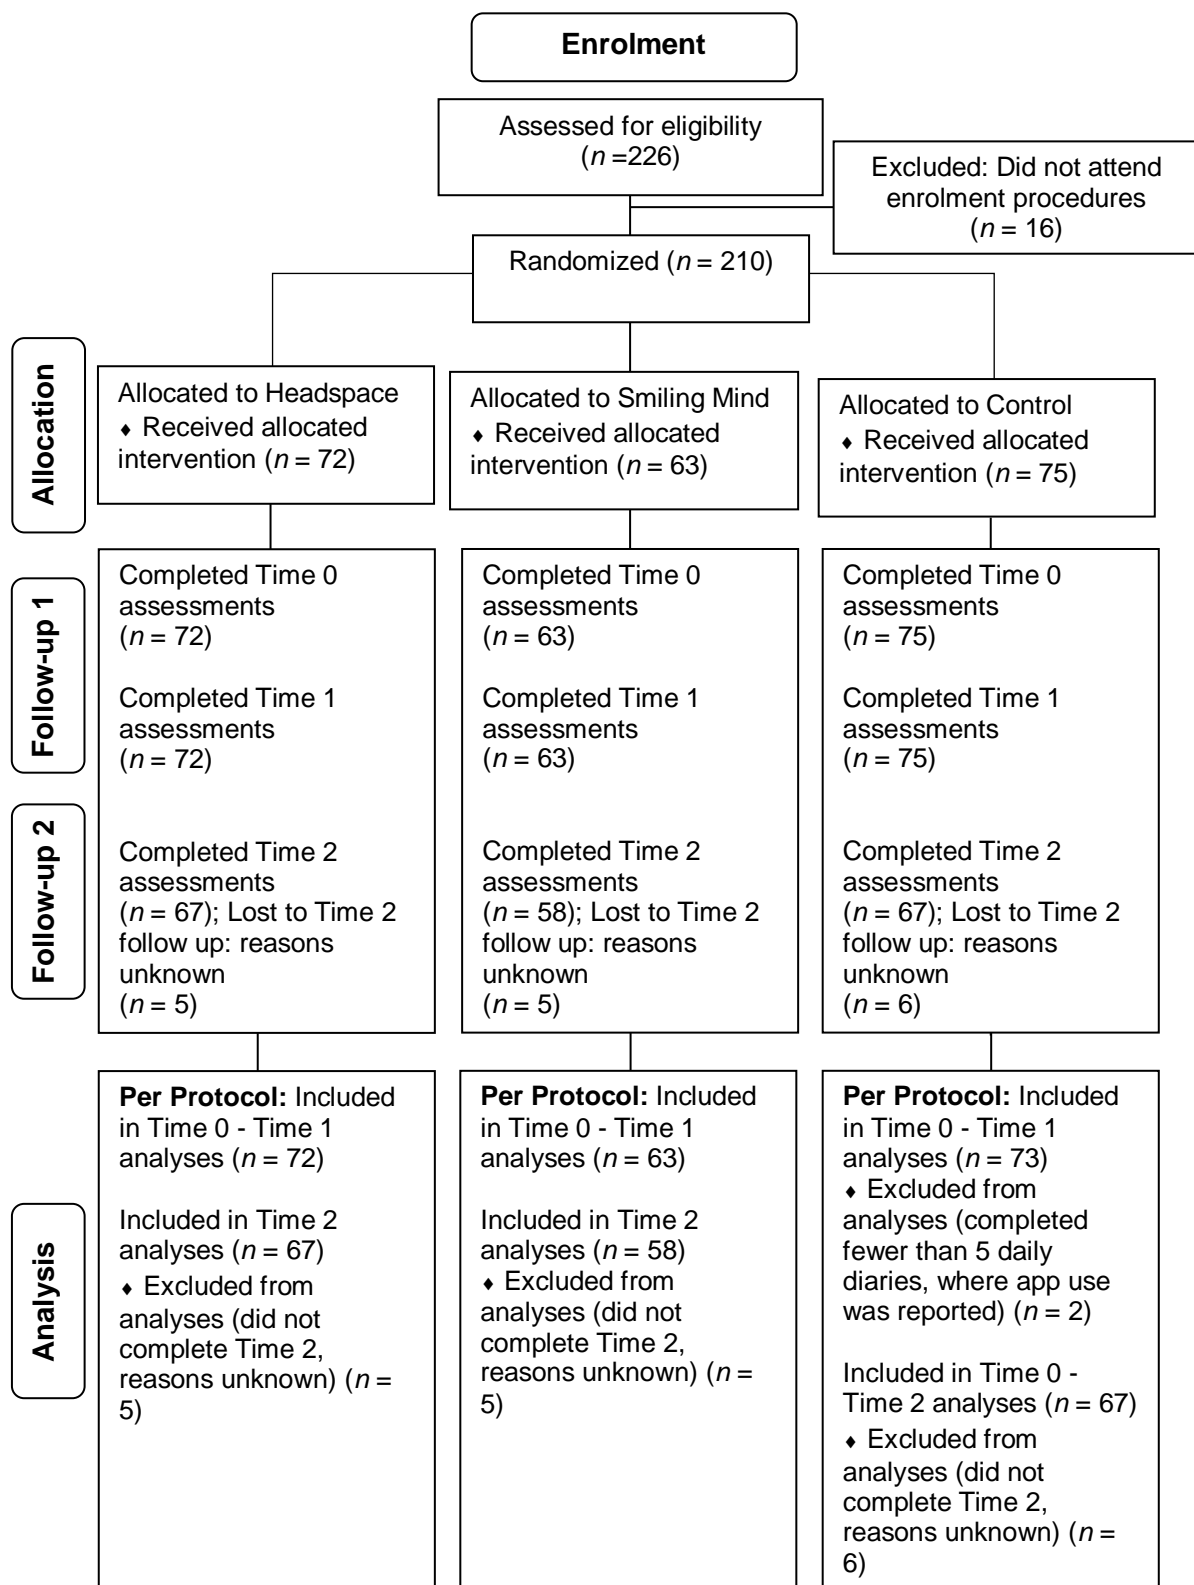 Enrolment
Assessed for eligibility
(n =226)
Excluded: Did not attend
enrolment procedures
(n = 16)
Randomized (n = 210)
Allocation
Allocated to Headspace
♦ Received allocated
intervention (n = 72)
Allocated to Smiling Mind
♦ Received allocated
intervention (n = 63)
Allocated to Control
♦ Received allocated
intervention (n = 75)
Follow-up 1
Completed Time 0
assessments
(n = 72)
Completed Time 1
assessments
(n = 72)
Completed Time 0
assessments
(n = 63)
Completed Time 1
assessments
(n = 63)
Completed Time 0
assessments
(n = 75)
Completed Time 1
assessments
(n = 75)
Follow-up 2
Completed Time 2
assessments
(n = 67); Lost to Time 2
follow up: reasons
unknown
(n = 5)
Completed Time 2
assessments
(n = 58); Lost to Time 2
follow up: reasons
unknown
(n = 5)
Completed Time 2
assessments
(n = 67); Lost to Time 2
follow up: reasons
unknown
(n = 6)
Analysis
Per Protocol: Included
in Time 0 - Time 1
analyses (n = 72)
Included in Time 2
analyses (n = 67)
♦ Excluded from
analyses (did not
complete Time 2,
reasons unknown) (n =
5)
Per Protocol: Included
in Time 0 - Time 1
analyses (n = 63)
Included in Time 2
analyses (n = 58)
♦ Excluded from
analyses (did not
complete Time 2,
reasons unknown) (n =
5)
Per Protocol: Included
in Time 0 - Time 1
analyses (n = 73)
♦ Excluded from
analyses (completed
fewer than 5 daily
diaries, where app use
was reported) (n = 2)
Included in Time 0 -
Time 2 analyses (n = 67)
♦ Excluded from
analyses (did not
complete Time 2,
reasons unknown) (n =
6)